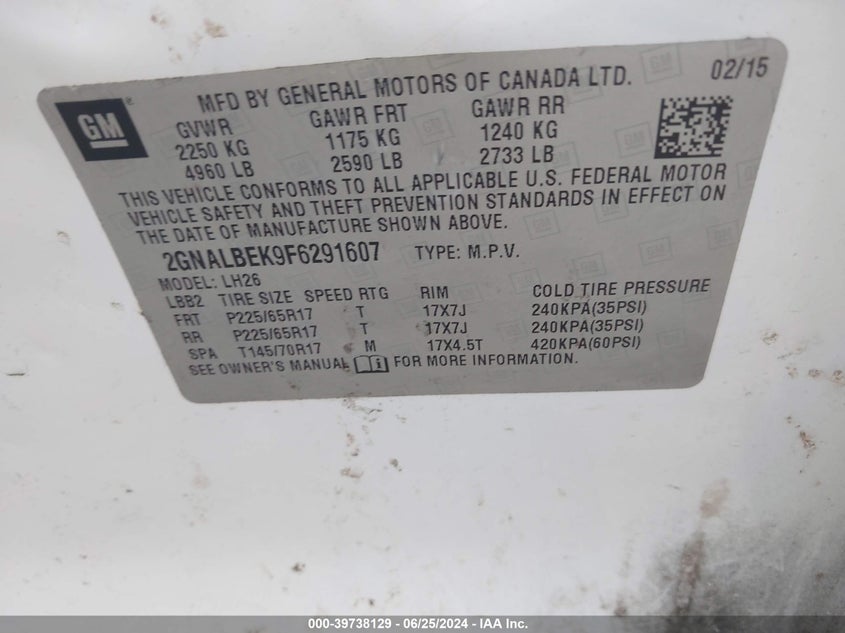 MFD BY GENERAL MOTORS OF CANADA LTD. 02/15
GM
®
GVWR GAWR FRT GAWR RR
2250 KG 1175 KG 1240 KG
4960 LB 2590 LB 2733 LB
THIS VEHICLE CONFORMS TO ALL APPLICABLE U.S. FEDERAL MOTOR
VEHICLE SAFETY AND THEFT PREVENTION STANDARDS IN EFFECT ON
THE DATE OF MANUFACTURE SHOWN ABOVE.
2GNALBEK9F6291607 TYPE: M.P.V.
MODEL: LH26
LBB2 TIRE SIZE SPEED RTG RIM COLD TIRE PRESSURE
FRT P225/65R17 T 17X7J 240KPA(35PSI)
RR P225/65R17 T 17X7J 240KPA(35PSI)
SPA T145/70R17 M 17X4.5T 420KPA(60PSI)
SEE OWNER'S MANUAL FOR MORE INFORMATION.
000-39738129 - 06/25/2024 - IAA Inc.